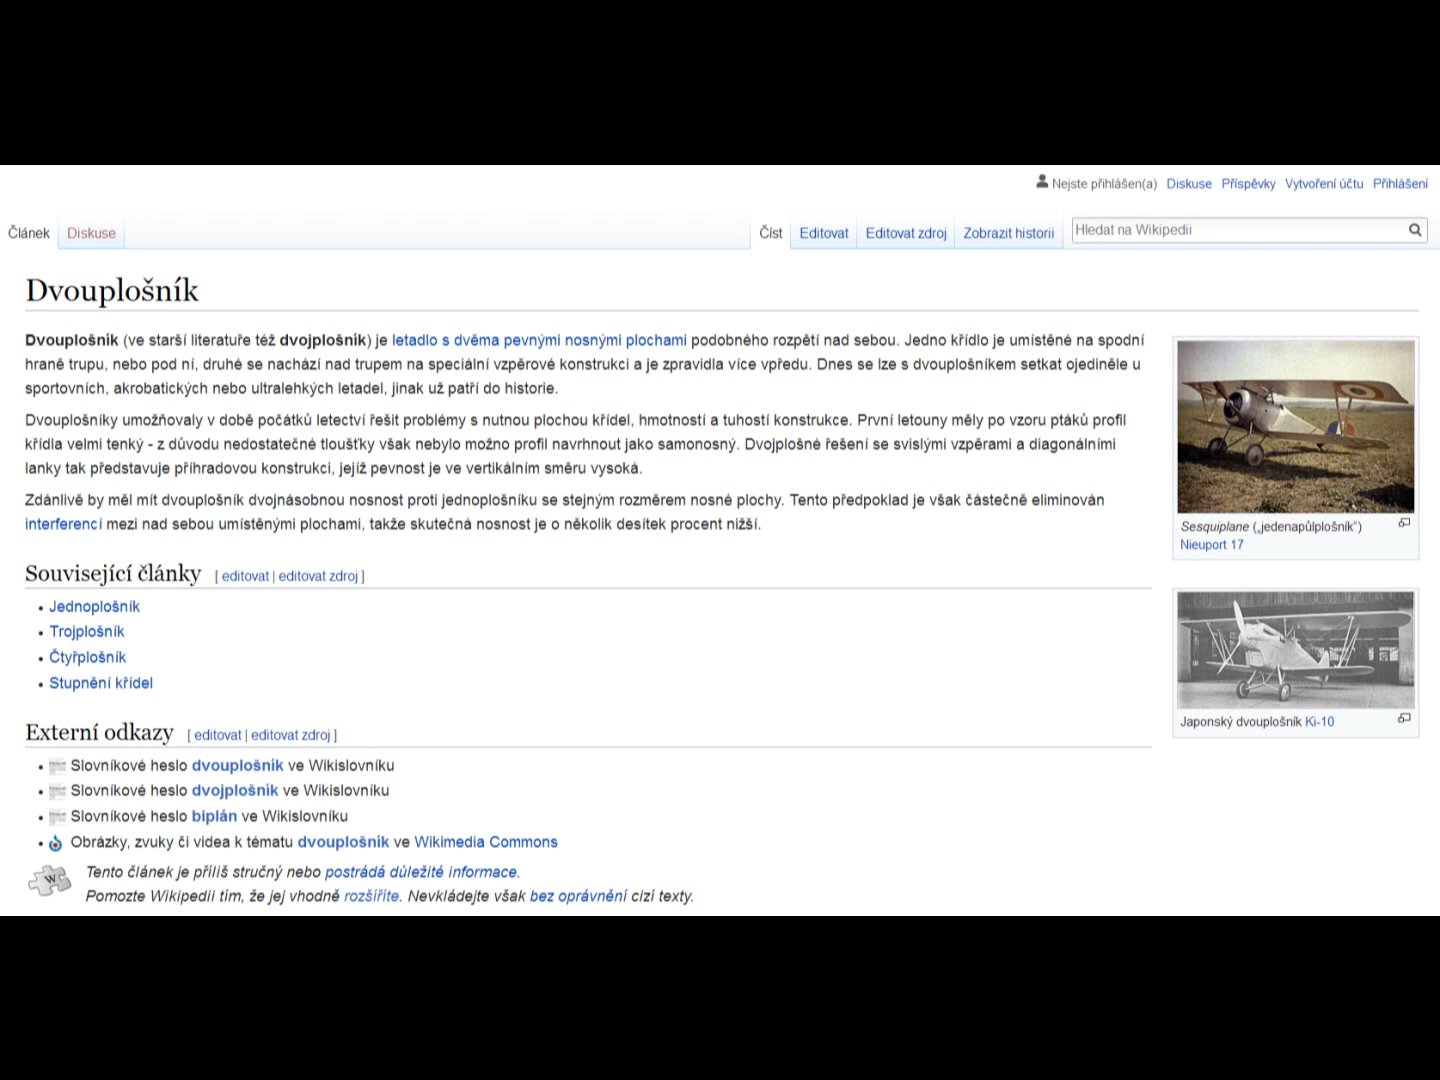 Nejste přihlášen(a) Diskuse Příspěvky Vytvoření účtu Přihlášení
Článek Diskuse Číst Editovat Editovat zdroj Zobrazit historii Hledat na Wikipedii
Dvouplošník
Dvouplošník (ve starší literatuře též dvojplošník) je letadlo s dvěma pevnými nosnými plochami podobného rozpětí nad sebou. Jedno křídlo je umístěné na spodní
hraně trupu, nebo pod ní, druhé se nachází nad trupem na speciální vzpěrové konstrukci a je zpravidla více vpředu. Dnes se lze s dvouplošníkem setkat ojediněle u
sportovních, akrobatických nebo ultralehkých letadel, jinak už patří do historie.
Dvouplošníky umožňovaly v době počátků letectví řešit problémy s nutnou plochou křídel, hmotností a tuhostí konstrukce. První letouny měly po vzoru ptáků profil
křídla velmi tenký - z důvodu nedostatečné tloušťky však nebylo možno profil navrhnout jako samonosný. Dvojplošné řešení se svislými vzpěrami a diagonálními
lanky tak představuje příhradovou konstrukci, jejíž pevnost je ve vertikálním směru vysoká.
Zdánlivě by měl mít dvouplošník dvojnásobnou nosnost proti jednoplošníku se stejným rozměrem nosné plochy. Tento předpoklad je však částečně eliminován
interferencí mezi nad sebou umístěnými plochami, takže skutečná nosnost je o několik desítek procent nižší.
Sesquiplane („jedenapůlplošník“)
Nieuport 17
Související články [ editovat | editovat zdroj ]
Jednoplošník
Trojplošník
Čtyřplošník
Stupnění křídel
Japonský dvouplošník Ki-10
Externí odkazy [ editovat | editovat zdroj ]
Slovníkové heslo dvouplošník ve Wikislovníku
Slovníkové heslo dvojplošník ve Wikislovníku
Slovníkové heslo biplán ve Wikislovníku
Obrázky, zvuky či videa k tématu dvouplošník ve Wikimedia Commons
Tento článek je příliš stručný nebo postrádá důležité informace.
Pomozte Wikipedii tím, že jej vhodně rozšíříte. Nevkládejte však bez oprávnění cizí texty.